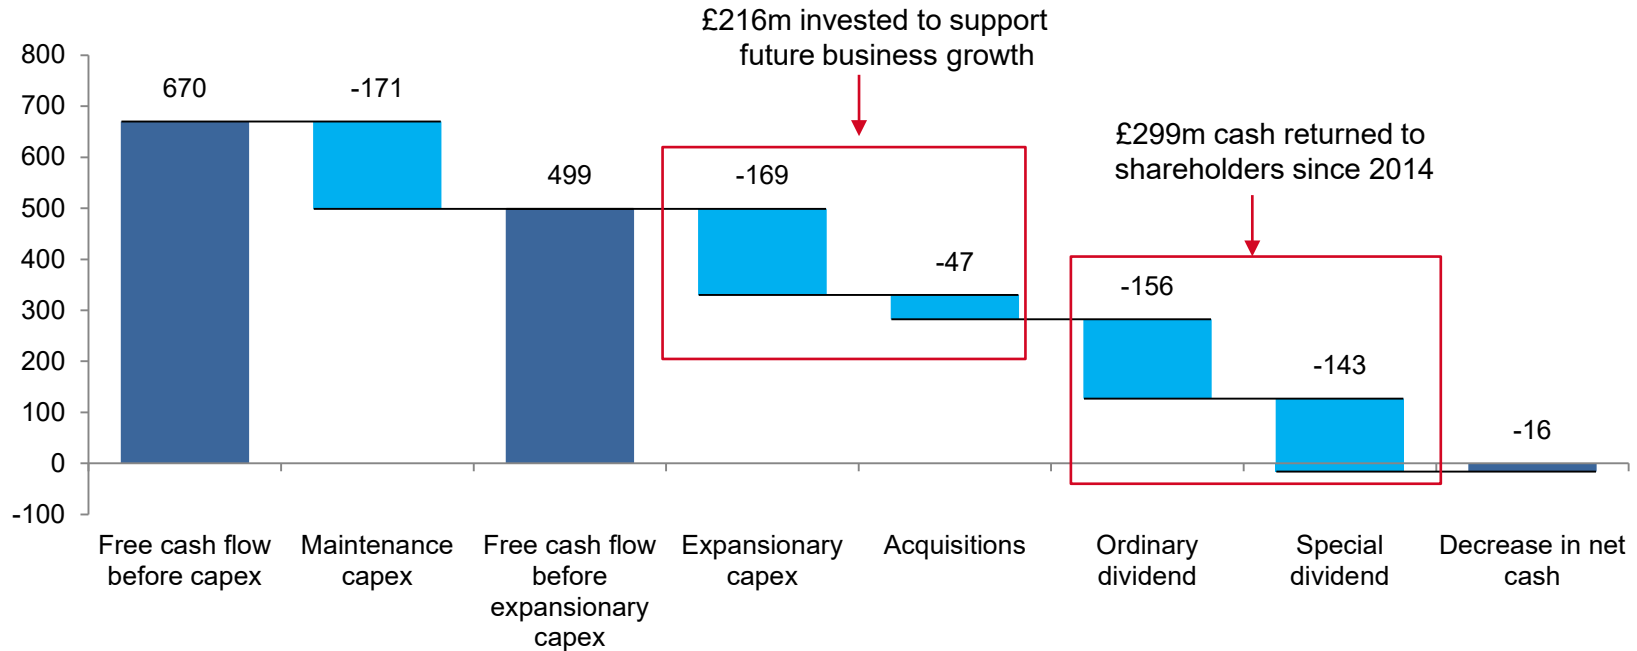 £216m invested to support
future business growth
£299m cash returned to
shareholders since 2014
800
700
600
500
400
300
200
100
0
-100
670
-171
499
-169
-47
-156
-143
-16
Free cash flow
before capex
Maintenance
capex
Free cash flow
before
expansionary
capex
Expansionary
capex
Acquisitions
Ordinary
dividend
Special
dividend
Decrease in net
cash